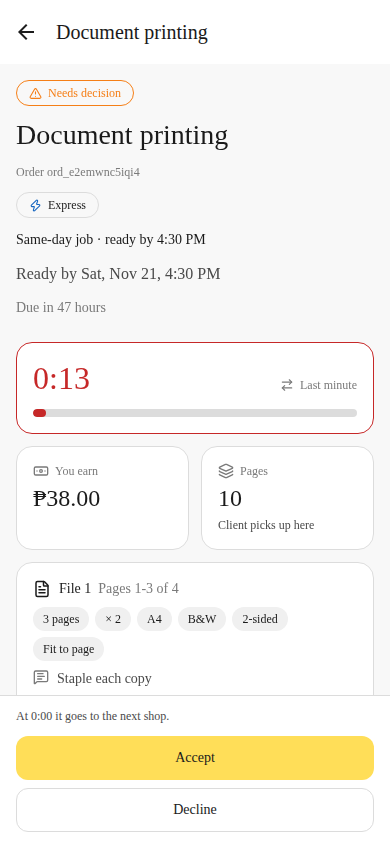 Document printing
Needs decision
Document printing
Order ord_e2emwnc5iqi4
Express
Same-day job · ready by 4:30 PM
Ready by Sat, Nov 21, 4:30 PM
Due in 47 hours
0:13
Last minute
You earn
₱38.00
Pages
10
Client picks up here
File 1 Pages 1-3 of 4
3 pages × 2 A4 B&W 2-sided
Fit to page
Staple each copy
At 0:00 it goes to the next shop.
Accept
Decline